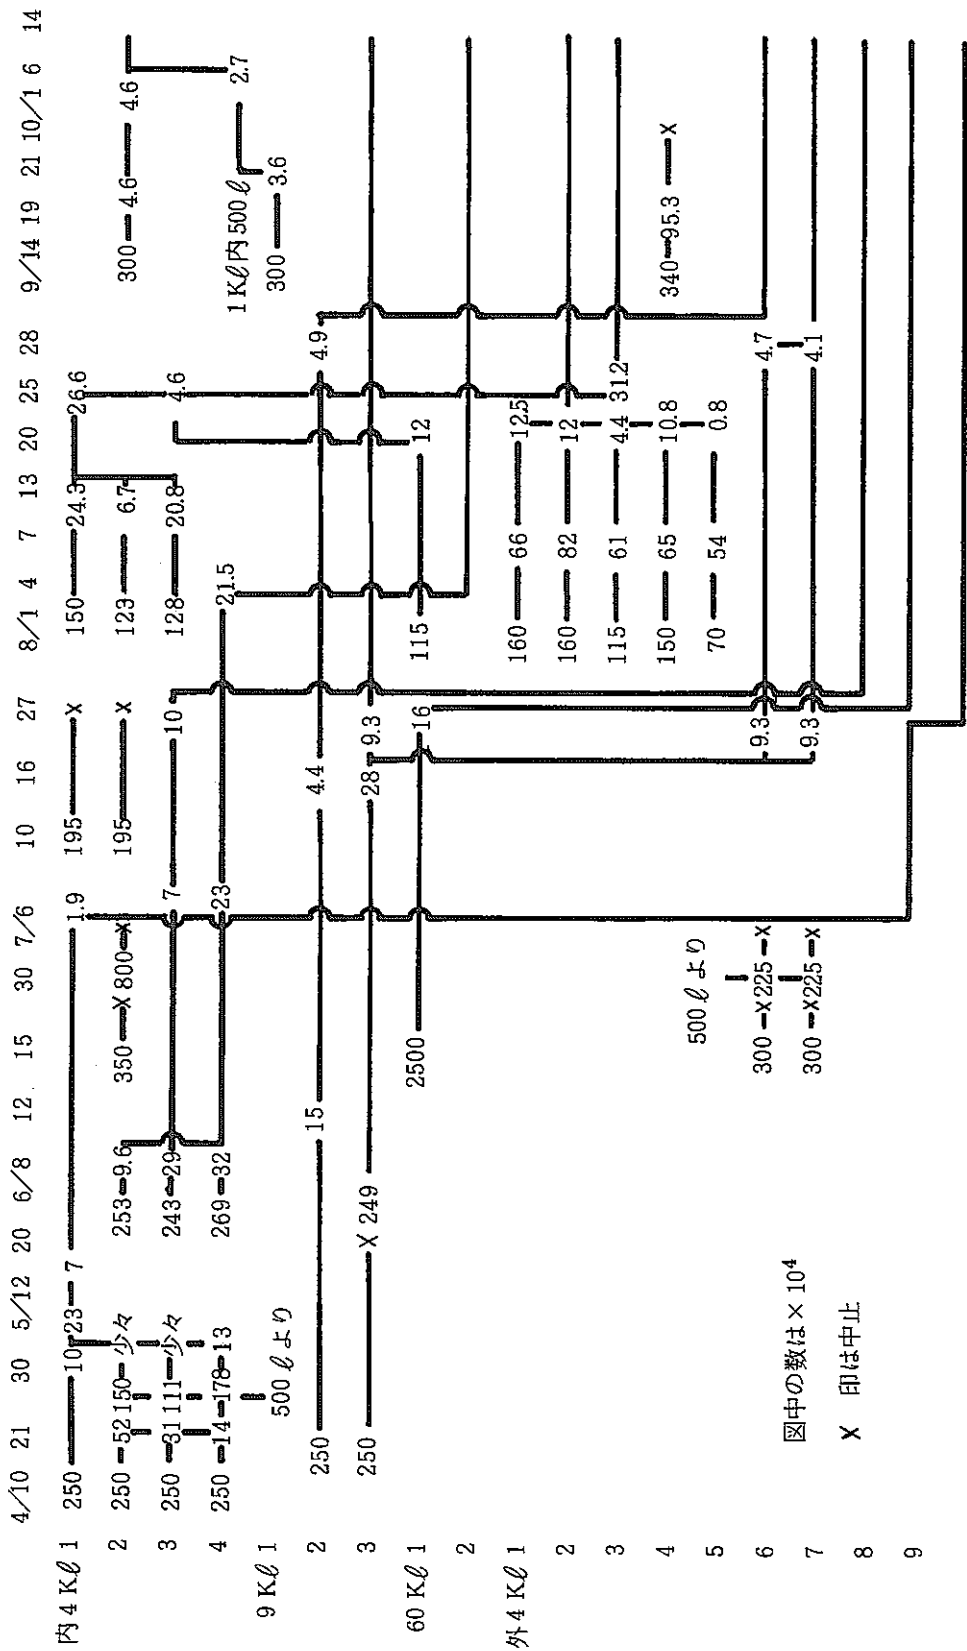 4/10 21 30 5/12 20 6/8 12 15 30 7/6 10 16 27 8/1 4 7 13 20 25 28 9/14 19 21 10/1 6 14
内4Kℓ 1 250 10 23 7 1.9 195 X 150 24.3 26.6
2 250 52 150 少々 253 9.6 350 X 800 X 195 X 123 6.7 300 4.6 4.6
3 250 31 111 少々 243 29 7 10 128 20.8 4.6
4 250 14 178 13 269 32 23 21.5 2.7
1Kℓ内500ℓ
9Kℓ 1 500ℓより 300 3.6
2 250 15 4.4 4.9
3 250 X 249 28 9.3
60Kℓ 1 2500 16 115 12
2
外4Kℓ 1 160 66 12.5
2 160 82 12
3 115 61 4.4 312
4 150 65 10.8 340 95.3 X
5 500ℓより 70 54 0.8
6 300 X 225 X 9.3 4.7
7 300 X 225 X 9.3 4.1
8
9
図中の数は×10⁴
X 印は中止